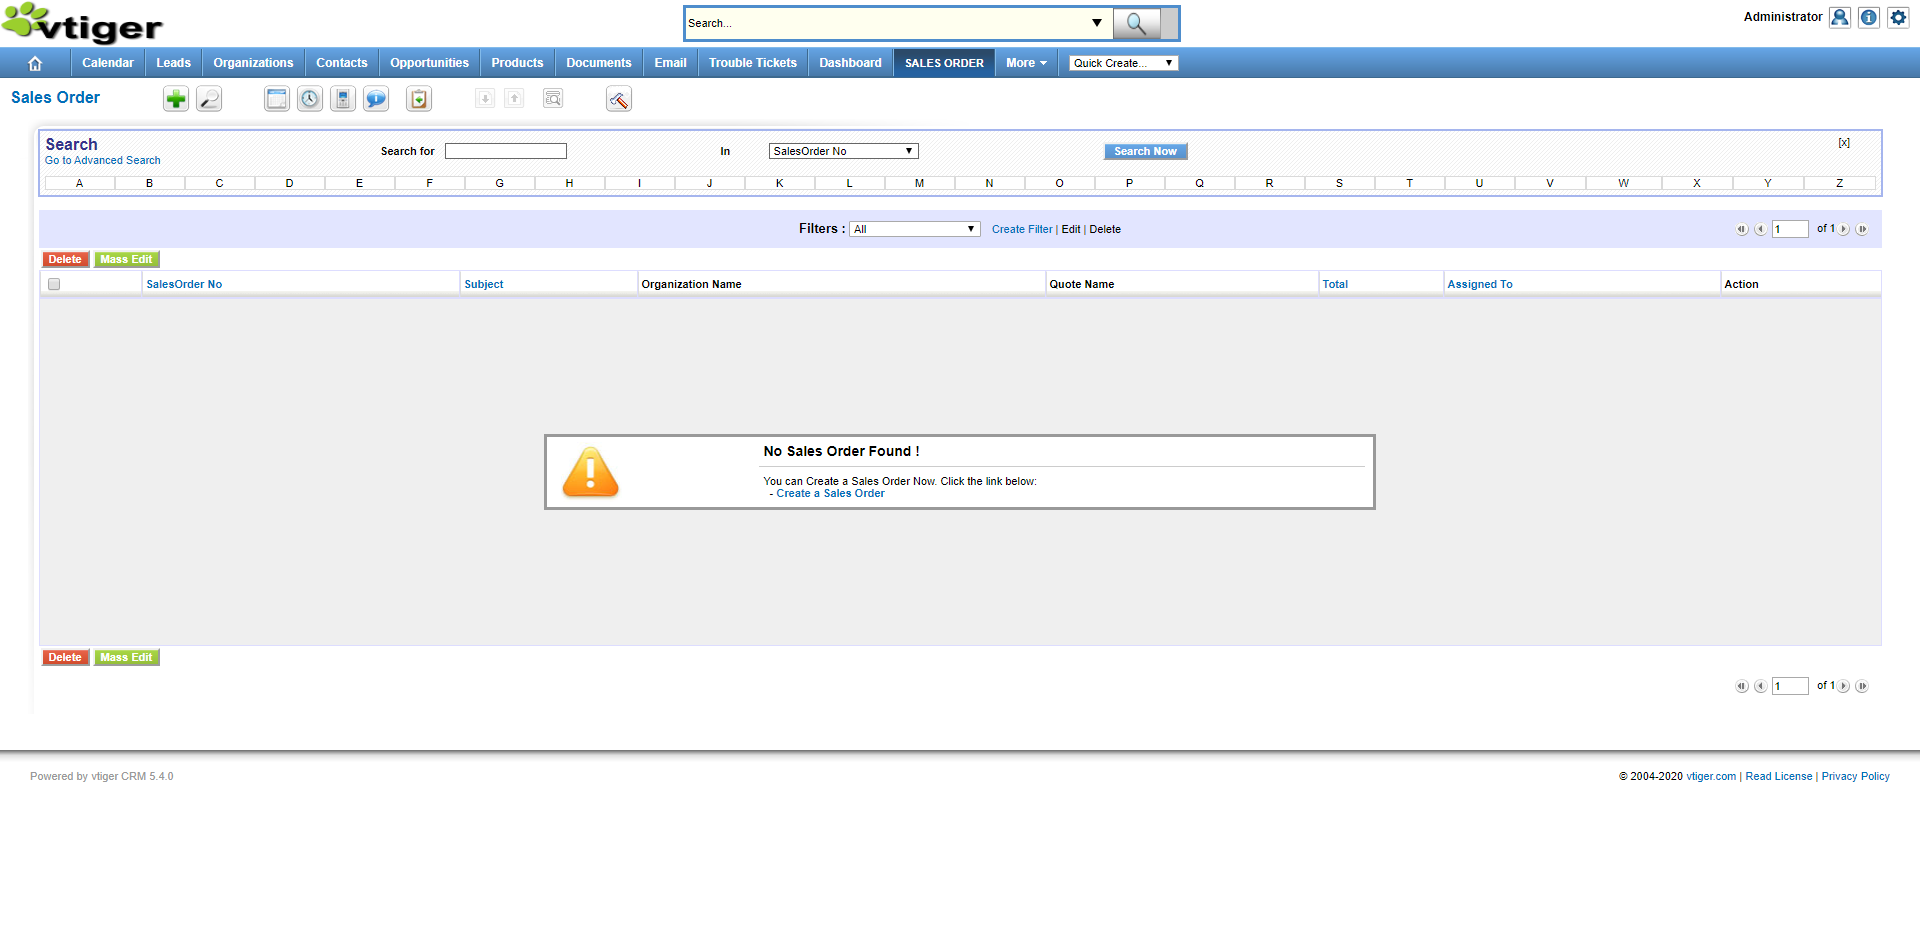 vtiger
Search...
Administrator
Calendar Leads Organizations Contacts Opportunities Products Documents Email Trouble Tickets Dashboard SALES ORDER More Quick Create...
Sales Order
Search
Go to Advanced Search
Search for In SalesOrder No Search Now [x]
A B C D E F G H I J K L M N O P Q R S T U V W X Y Z
Filters : All Create Filter | Edit | Delete 1 of 1
Delete Mass Edit
SalesOrder No Subject Organization Name Quote Name Total Assigned To Action
No Sales Order Found !
You can Create a Sales Order Now. Click the link below:
- Create a Sales Order
Delete Mass Edit
1 of 1
Powered by vtiger CRM 5.4.0 © 2004-2020 vtiger.com | Read License | Privacy Policy